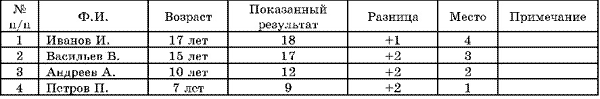 № п/п Ф.И. Возраст Показанный результат Разница Место Примечание
1 Иванов И. 17 лет 18 +1 4
2 Васильев В. 15 лет 17 +2 3
3 Андреев А. 10 лет 12 +2 2
4 Петров П. 7 лет 9 +2 1